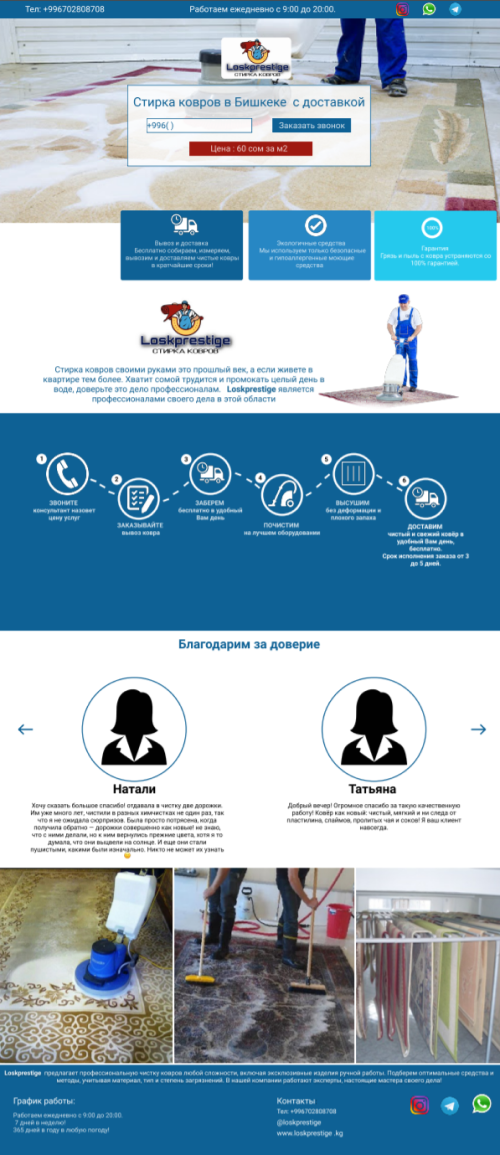 Тел: +996702808708
Работаем ежедневно с 9:00 до 20:00.
Loskprestige
СТИРКА КОВРОВ
Стирка ковров в Бишкеке с доставкой
+996( )
Заказать звонок
Цена : 60 сом за м2
Вывоз и доставка
Бесплатно собираем, измеряем,
вывозим и доставляем чистые ковры
в кратчайшие сроки!
Экологичные средства
Мы используем только безопасные
и гипоаллергенные моющие
средства
100%
Гарантия
Грязь и пыль с ковра устраняются со
100% гарантией.
Loskprestige
СТИРКА КОВРОВ
Стирка ковров своими руками это прошлый век, а если живете в
квартире тем более. Хватит сомой трудится и промокать целый день в
воде, доверьте это дело профессионалам. Loskprestige является
профессионалами своего дела в этой области
1
ЗВОНИТЕ
консультант назовет
цену услуг
2
ЗАКАЗЫВАЙТЕ
вывоз ковра
3
ЗАБЕРЕМ
бесплатно в удобный
Вам день
4
ПОЧИСТИМ
на лучшем оборудовании
5
ВЫСУШИМ
без деформации и
плохого запаха
6
ДОСТАВИМ
чистый и свежий ковёр в
удобный Вам день,
бесплатно.
Срок исполнения заказа от 3
до 5 дней.
Благодарим за доверие
Натали
Хочу сказать большое спасибо! отдавала в чистку две дорожки.
Им уже много лет, чистили в разных химчистках не один раз, так
что я не ожидала сюрпризов. Была просто потрясена, когда
получила обратно — дорожки совершенно как новые! не знаю,
что с ними делали, но к ним вернулись прежние цвета, хотя я то
думала, что они выцвели на солнце. И еще они стали
пушистыми, какими были изначально. Никто не может их узнать
Татьяна
Добрый вечер! Огромное спасибо за такую качественную
работу! Ковёр как новый: чистый, мягкий и ни следа от
пластилина, слаймов, пролитых чая и соков! Я ваш клиент
навсегда.
Loskprestige предлагает профессиональную чистку ковров любой сложности, включая эксклюзивные изделия ручной работы. Подберем оптимальные средства и
методы, учитывая материал, тип и степень загрязнений. В нашей компании работают эксперты, настоящие мастера своего дела!
График работы:
Работаем ежедневно с 9:00 до 20:00.
7 дней в неделю!
365 дней в году в любую погоду!
Контакты
Тел: +996702808708
@loskprestige
www.loskprestige .kg